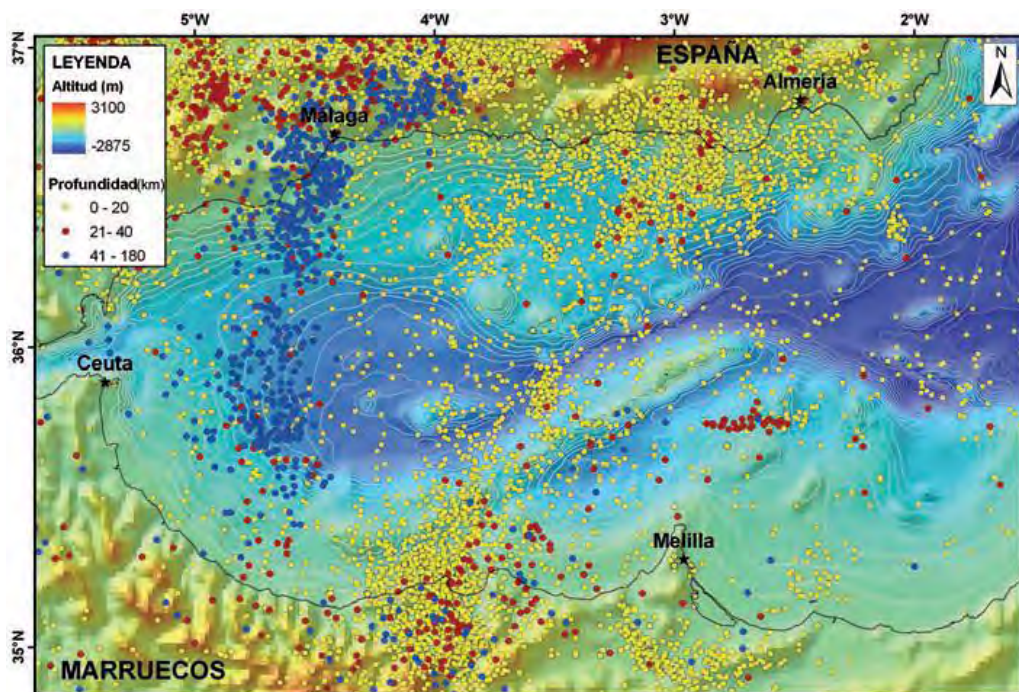 5°W
4°W
3°W
2°W
37°N
36°N
35°N
LEYENDA
Altitud (m)
3100
-2875
Profundidad(km)
0 - 20
21 - 40
41 - 180
ESPAÑA
N
Almería
Málaga
Ceuta
Melilla
MARRUECOS